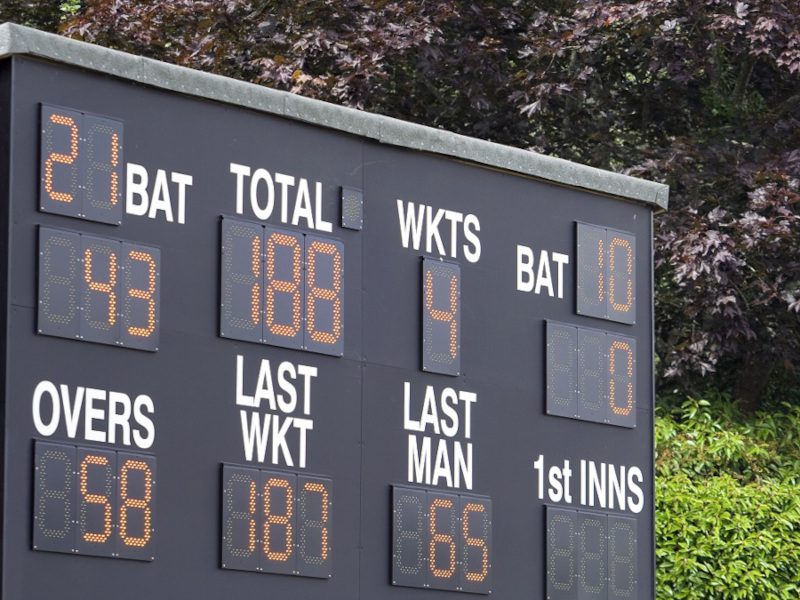 21 BAT
43
TOTAL
188
WKTS
4
BAT 10
0
OVERS
58
LAST
WKT
187
LAST
MAN
65
1st INNS